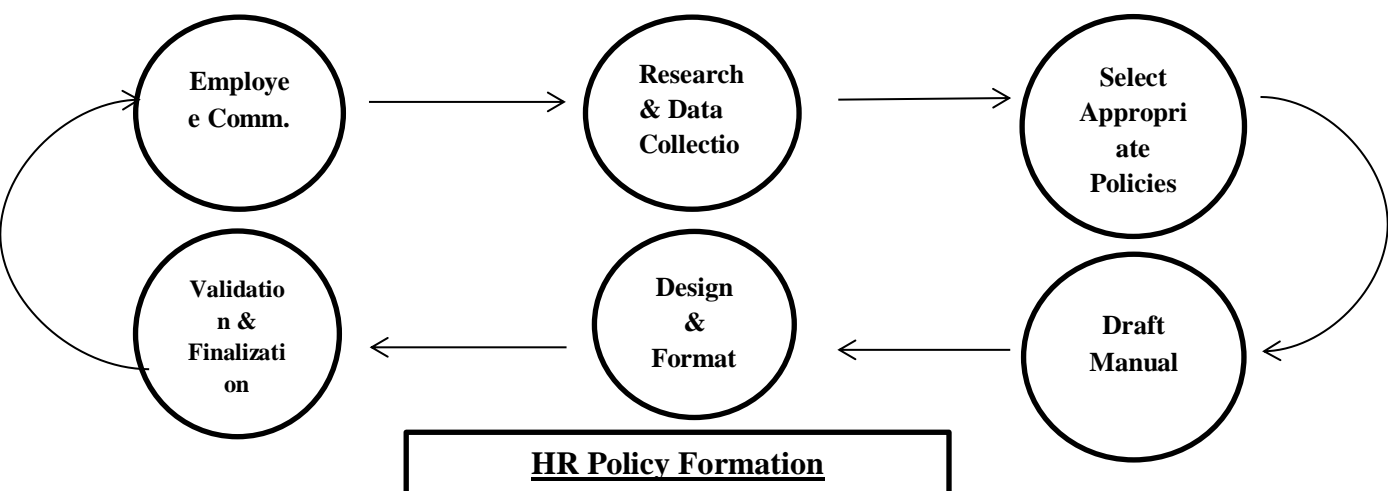 Employe
e Comm.
Research
& Data
Collectio
Select
Appropri
ate
Policies
Draft
Manual
Design
&
Format
Validatio
n &
Finalizati
on
HR Policy Formation